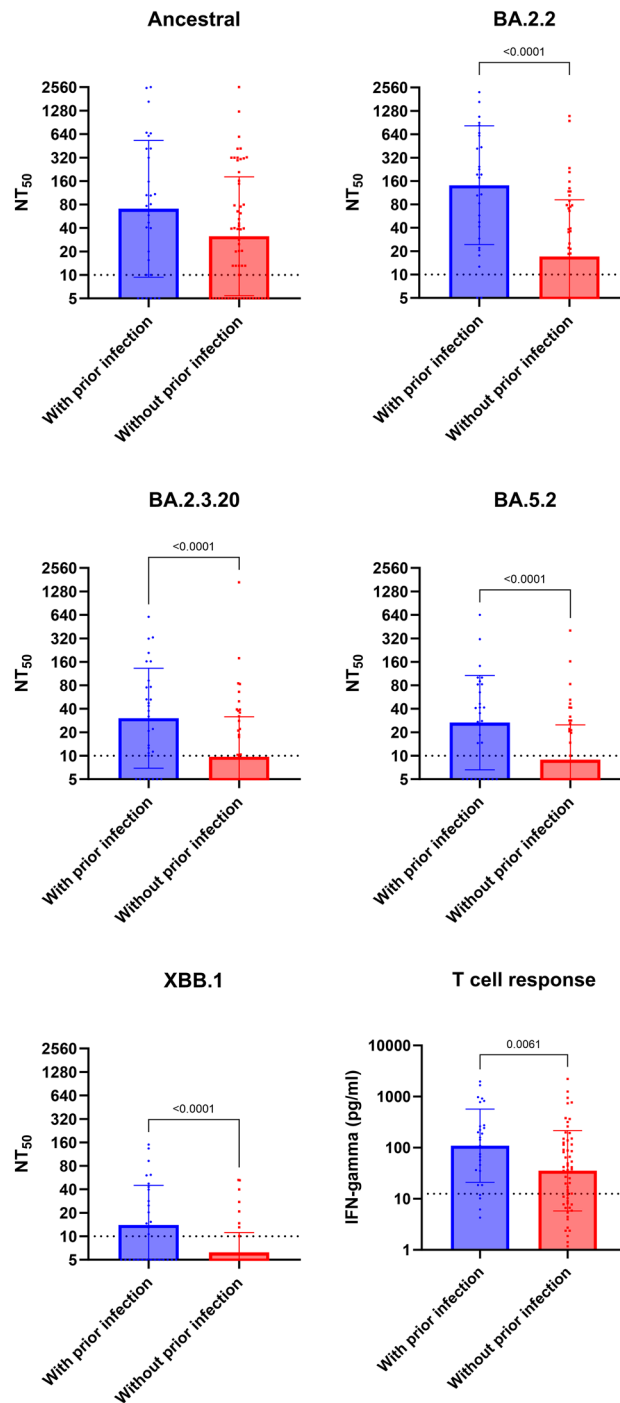 Ancestral
NT50
2560
1280
640
320
160
80
40
20
10
5
With prior infection
Without prior infection
BA.2.2
<0.0001
NT50
2560
1280
640
320
160
80
40
20
10
5
With prior infection
Without prior infection
BA.2.3.20
<0.0001
NT50
2560
1280
640
320
160
80
40
20
10
5
With prior infection
Without prior infection
BA.5.2
<0.0001
NT50
2560
1280
640
320
160
80
40
20
10
5
With prior infection
Without prior infection
XBB.1
<0.0001
NT50
2560
1280
640
320
160
80
40
20
10
5
With prior infection
Without prior infection
T cell response
0.0061
IFN-gamma (pg/ml)
10000
1000
100
10
1
With prior infection
Without prior infection